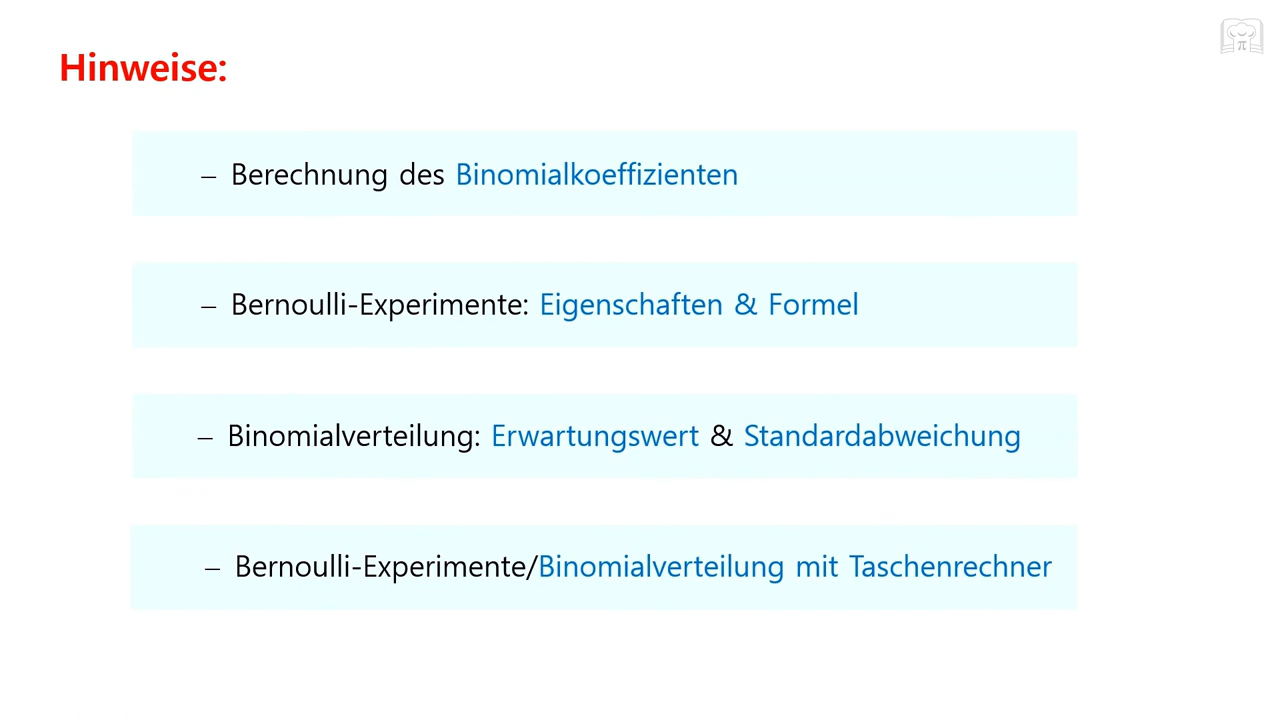 Hinweise:
– Berechnung des Binomialkoeffizienten
– Bernoulli-Experimente: Eigenschaften & Formel
– Binomialverteilung: Erwartungswert & Standardabweichung
– Bernoulli-Experimente/Binomialverteilung mit Taschenrechner
π